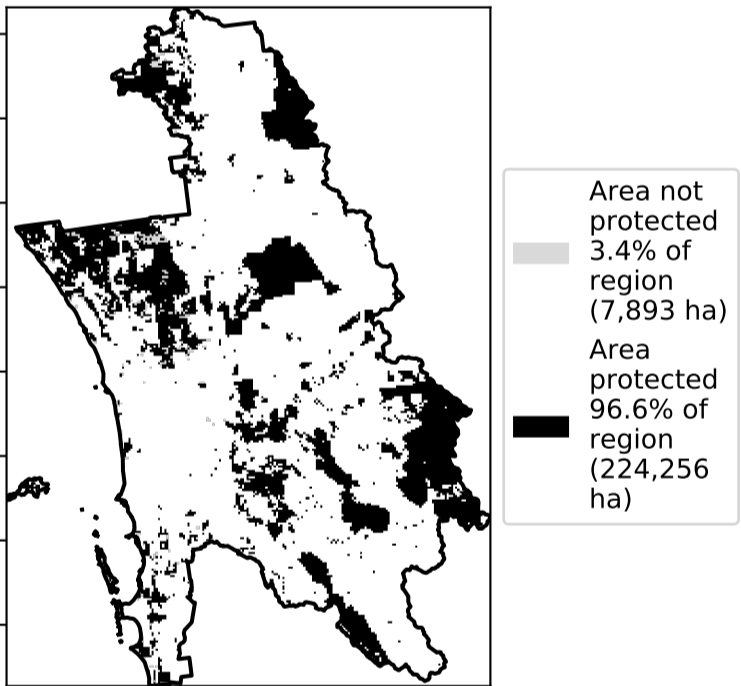 Area not
protected
3.4% of
region
(7,893 ha)
Area
protected
96.6% of
region
(224,256
ha)